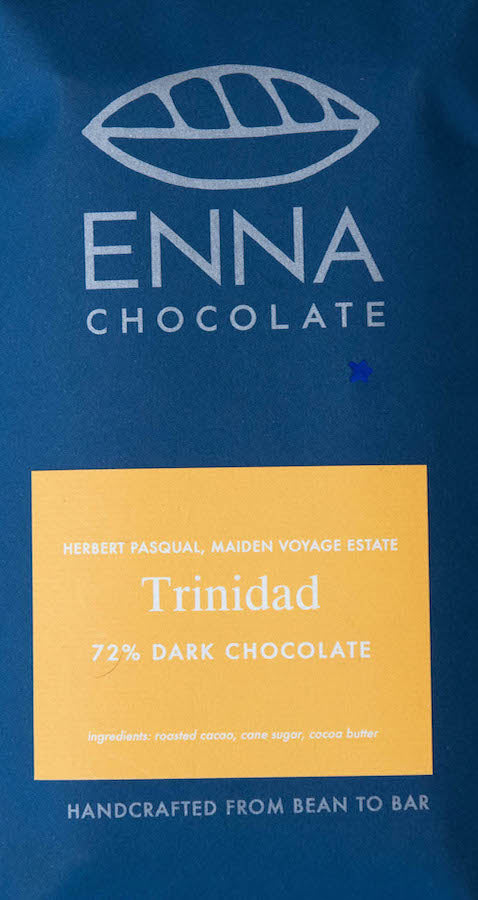 ENNA
CHOCOLATE
HERBERT PASQUAL, MAIDEN VOYAGE ESTATE
Trinidad
72% DARK CHOCOLATE
ingredients: roasted cacao, cane sugar, cocoa butter
HANDCRAFTED FROM BEAN TO BAR